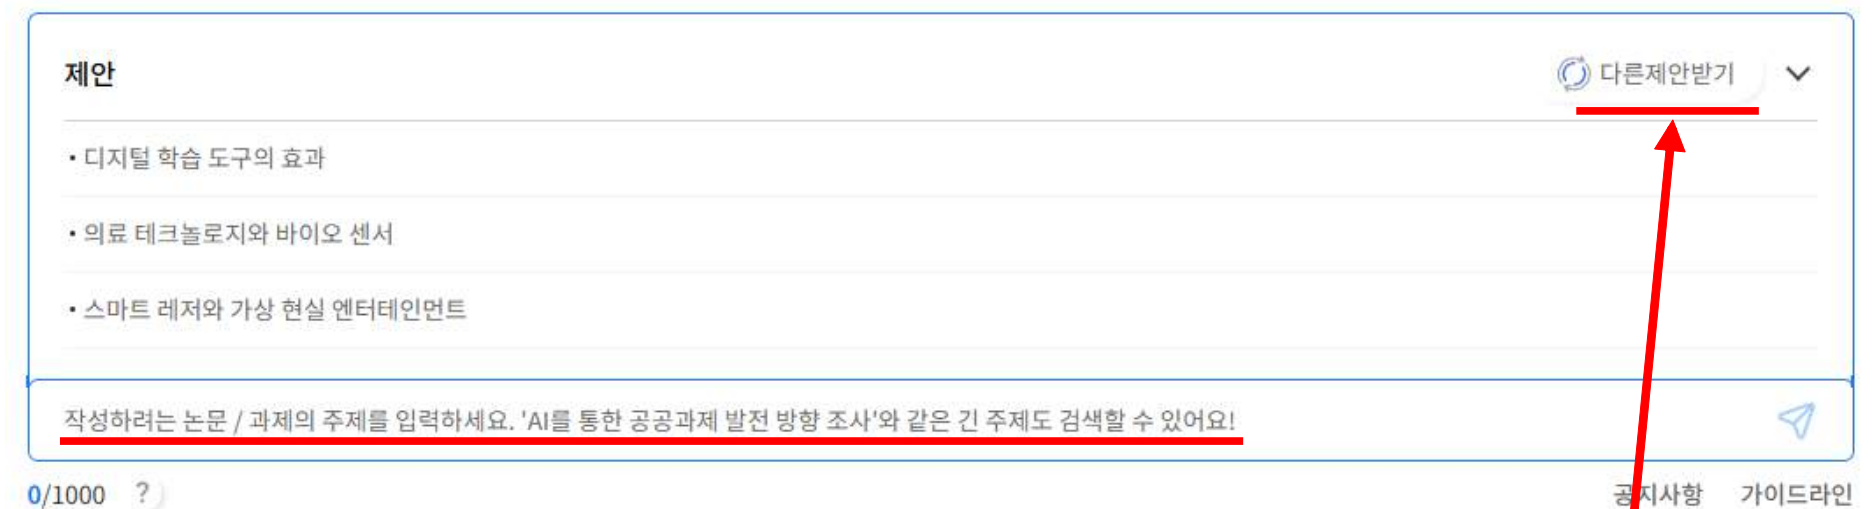 제안
다른제안받기
• 디지털 학습 도구의 효과
• 의료 테크놀로지와 바이오 센서
• 스마트 레저와 가상 현실 엔터테인먼트
작성하려는 논문 / 과제의 주제를 입력하세요. 'AI를 통한 공공과제 발전 방향 조사'와 같은 긴 주제도 검색할 수 있어요!
0/1000 ?
공지사항 가이드라인